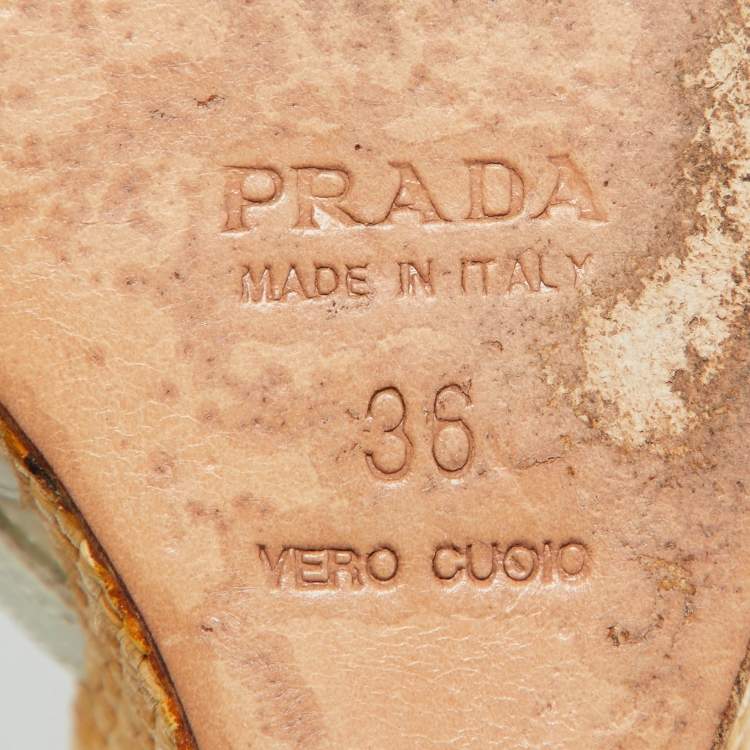 PRADA
MADE IN ITALY
36
VERO CUOIO